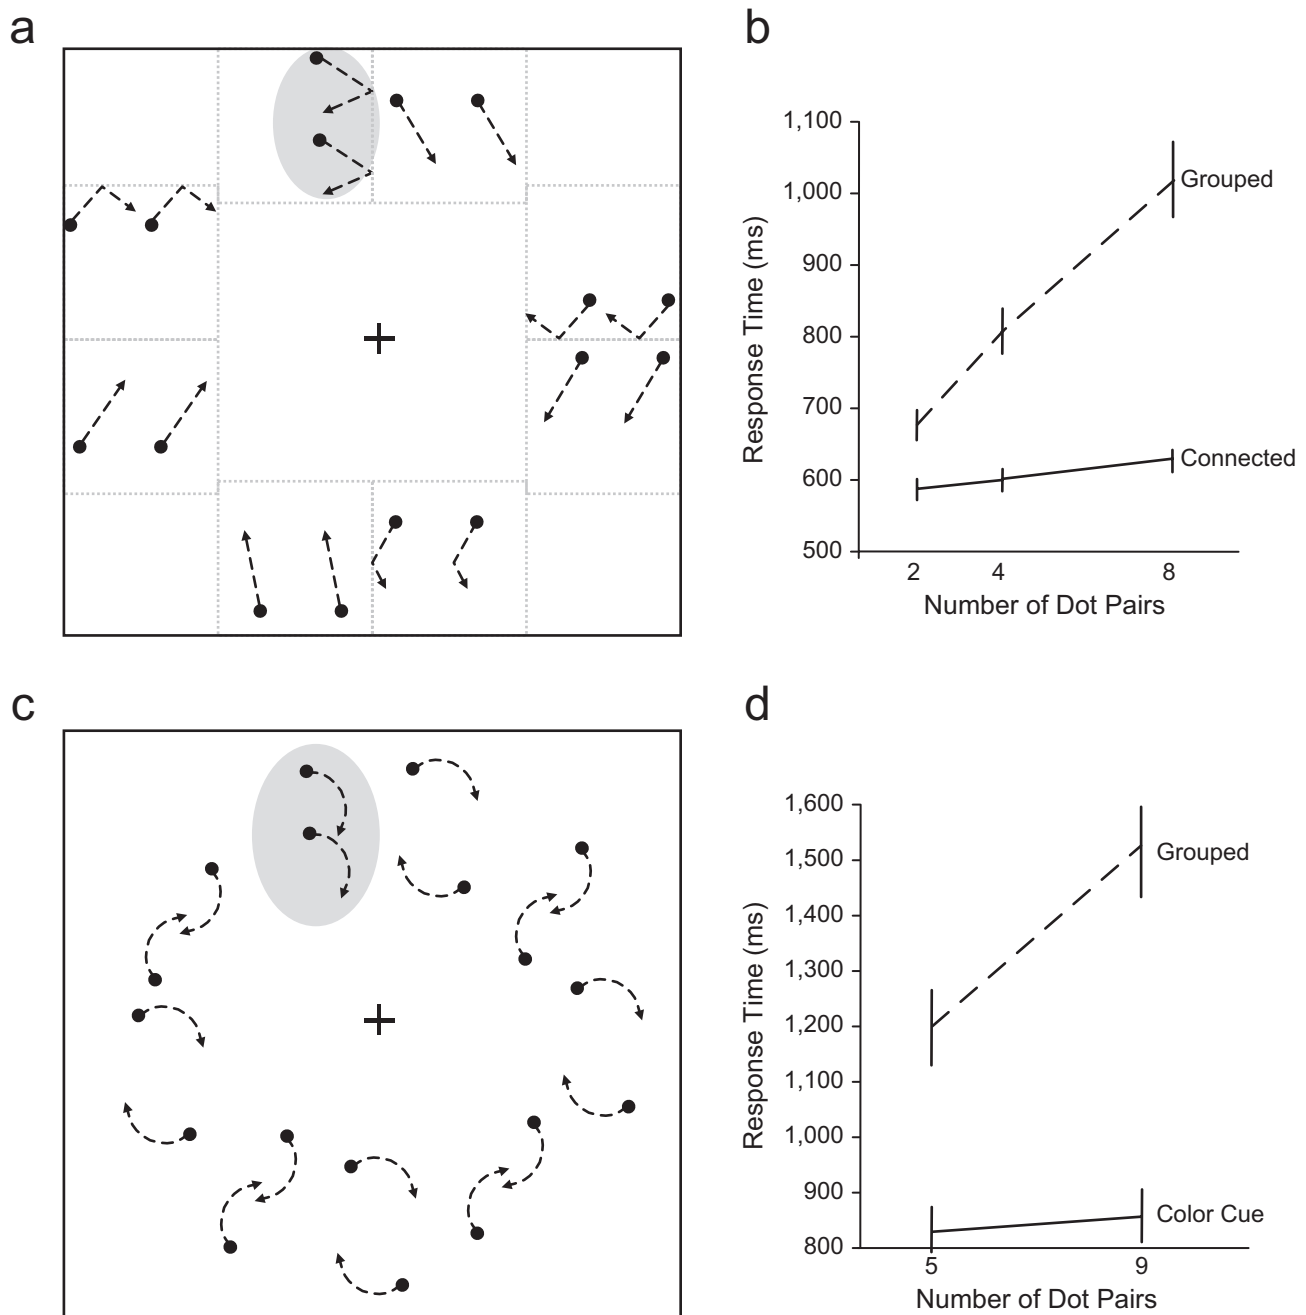 a
b
1,100
1,000
900
800
700
600
500
Response Time (ms)
Grouped
Connected
2 4 8
Number of Dot Pairs
c
d
1,600
1,500
1,400
1,300
1,200
1,100
1,000
900
800
Response Time (ms)
Grouped
Color Cue
5 9
Number of Dot Pairs